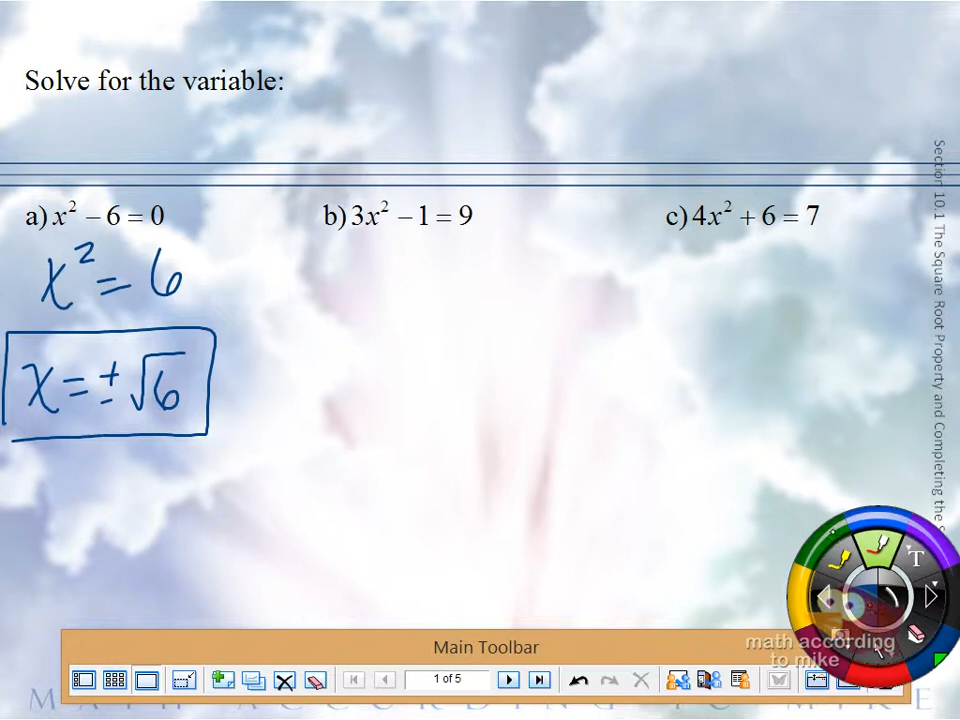 Solve for the variable:
a) x² – 6 = 0
b) 3x² – 1 = 9
c) 4x² + 6 = 7
x² = 6
x = ± √6
Section 10.1 The Square Root Property and Completing the S
T
math according
to mike
Main Toolbar
1 of 5